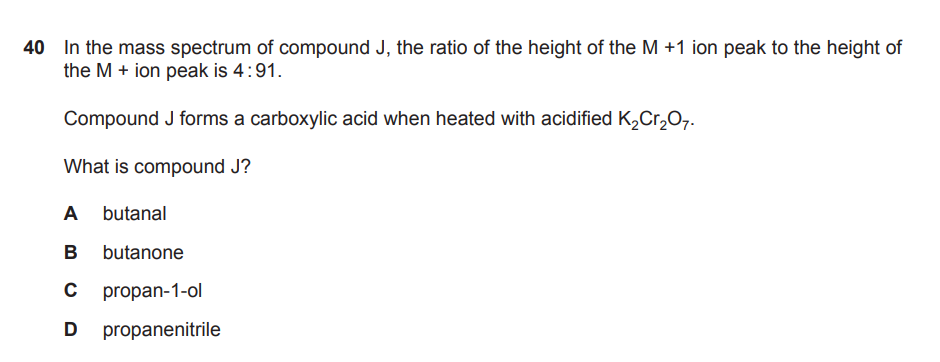 40 In the mass spectrum of compound J, the ratio of the height of the M +1 ion peak to the height of
the M + ion peak is 4 : 91.
Compound J forms a carboxylic acid when heated with acidified K₂Cr₂O₇.
What is compound J?
A butanal
B butanone
C propan-1-ol
D propanenitrile